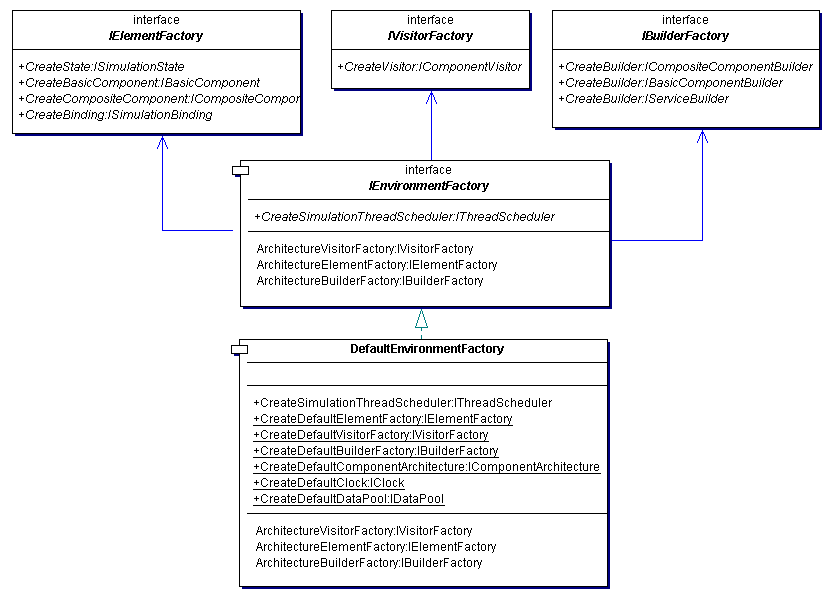 interface
IElementFactory
+CreateState:ISimulationState
+CreateBasicComponent:IBasicComponent
+CreateCompositeComponent:ICompositeCompor
+CreateBinding:ISimulationBinding
interface
IVisitorFactory
+CreateVisitor:IComponentVisitor
interface
IBuilderFactory
+CreateBuilder:ICompositeComponentBuilder
+CreateBuilder:IBasicComponentBuilder
+CreateBuilder:IServiceBuilder
interface
IEnvironmentFactory
+CreateSimulationThreadScheduler:IThreadScheduler
ArchitectureVisitorFactory:IVisitorFactory
ArchitectureElementFactory:IElementFactory
ArchitectureBuilderFactory:IBuilderFactory
DefaultEnvironmentFactory
+CreateSimulationThreadScheduler:IThreadScheduler
+CreateDefaultElementFactory:IElementFactory
+CreateDefaultVisitorFactory:IVisitorFactory
+CreateDefaultBuilderFactory:IBuilderFactory
+CreateDefaultComponentArchitecture:IComponentArchitecture
+CreateDefaultClock:IClock
+CreateDefaultDataPool:IDataPool
ArchitectureVisitorFactory:IVisitorFactory
ArchitectureElementFactory:IElementFactory
ArchitectureBuilderFactory:IBuilderFactory